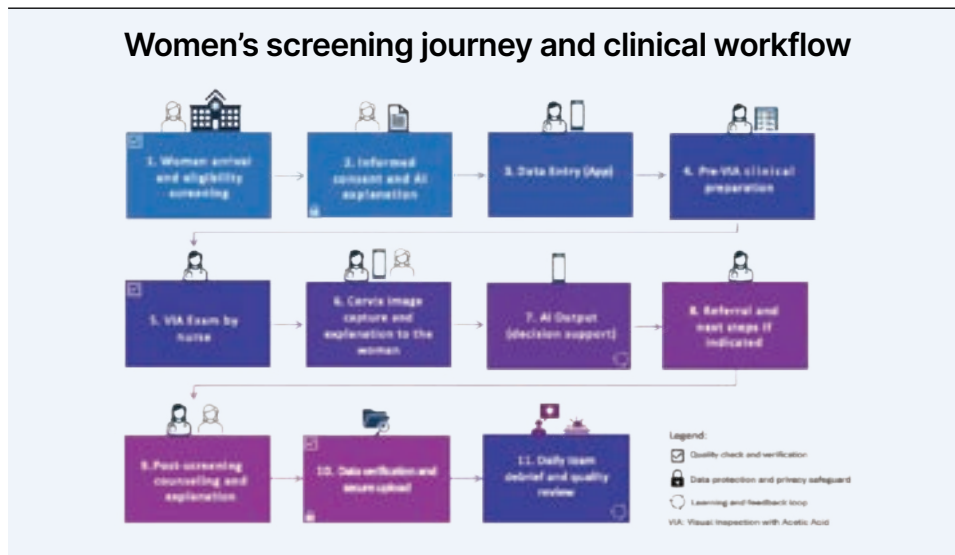 Women’s screening journey and clinical workflow
1. Woman arrival
and eligibility
screening
2. Informed
consent and AI
explanation
3. Data Entry (App)
4. Pre-VIA clinical
preparation
5. VIA Exam by
nurse
6. Cervix image
capture and
explanation to the
woman
7. AI Output
(decision support)
8. Referral and
next steps if
indicated
9. Post-screening
counseling and
explanation
10. Data verification and
secure upload
11. Daily team
debrief and quality
review
Legend:
Quality check and verification
Data protection and privacy safeguard
Learning and feedback loop
VIA: Visual Inspection with Acetic Acid